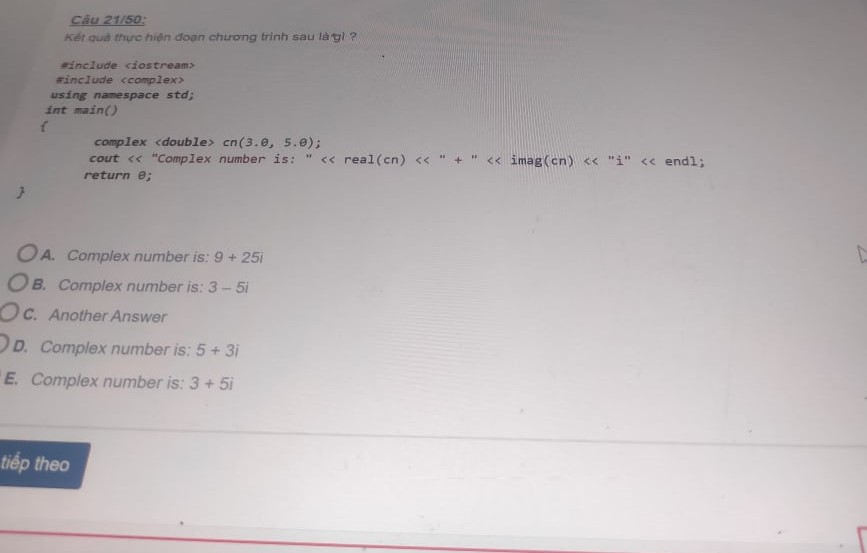 Câu 21/50:
Kết quả thực hiện đoạn chương trình sau là gì ?
#include <iostream>
#include <complex>
using namespace std;
int main()
{
complex <double> cn(3.0, 5.0);
cout << "Complex number is: " << real(cn) << " + " << imag(cn) << "i" << endl;
return 0;
}
A. Complex number is: 9 + 25i
B. Complex number is: 3 – 5i
C. Another Answer
D. Complex number is: 5 + 3i
E. Complex number is: 3 + 5i
tiếp theo